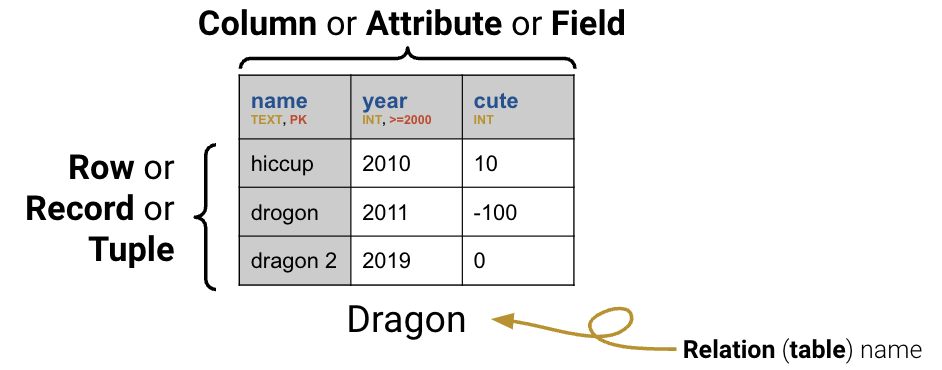 Column or Attribute or Field
name year cute
TEXT, PK INT, >=2000 INT
Row or
Record or
Tuple
hiccup 2010 10
drogon 2011 -100
dragon 2 2019 0
Dragon
Relation (table) name